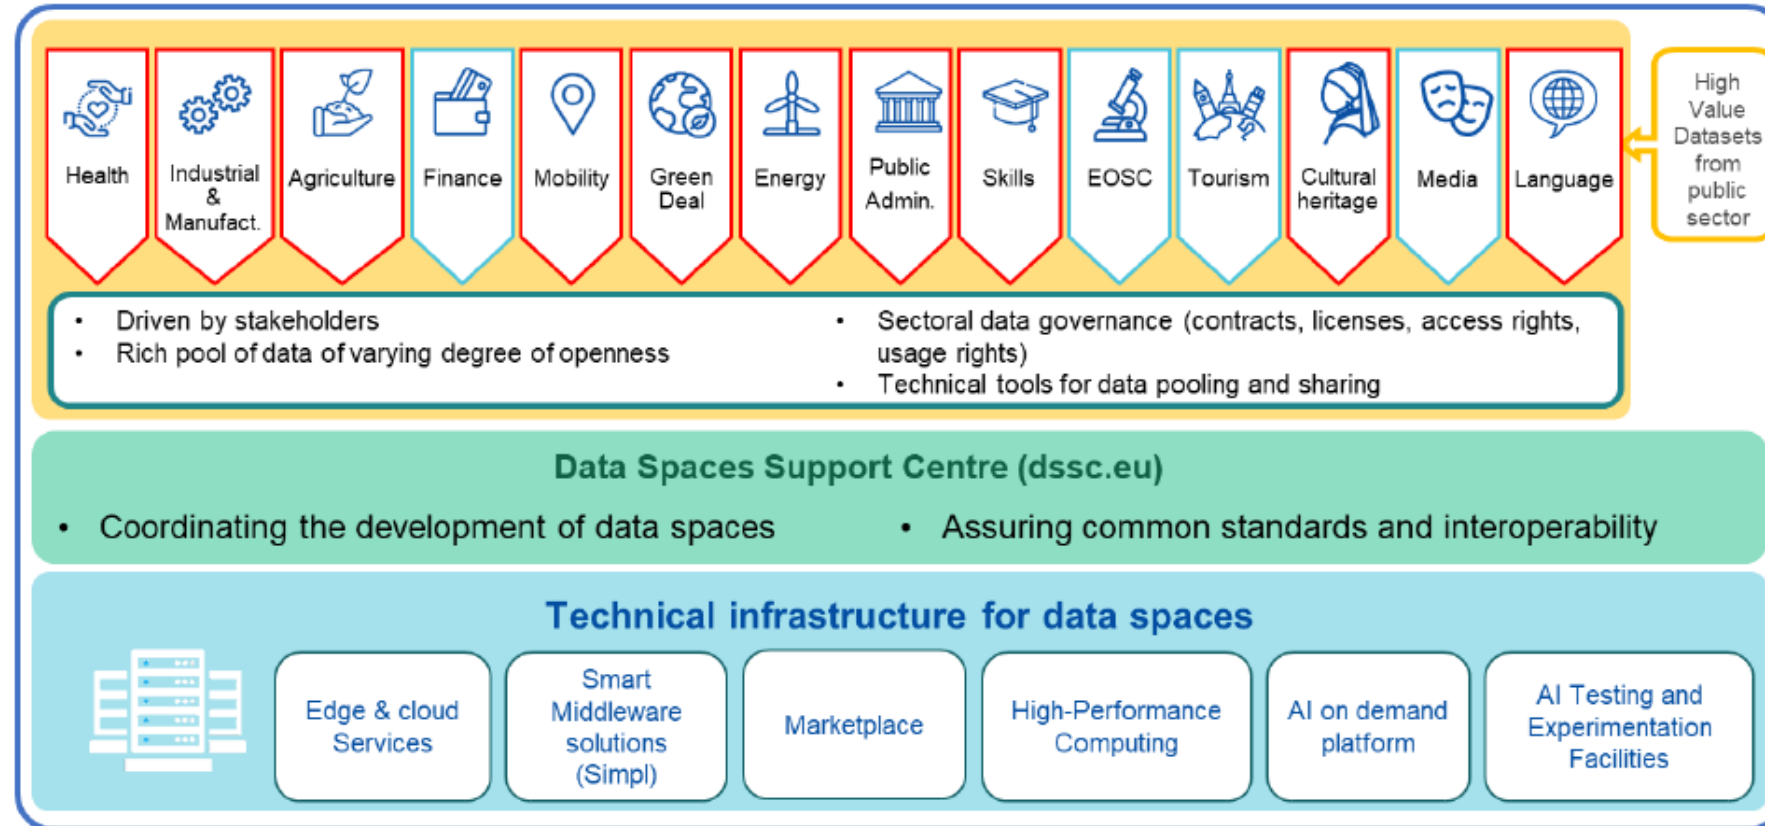 Health
Industrial
&
Manufact.
Agriculture
Finance
Mobility
Green
Deal
Energy
Public
Admin.
Skills
EOSC
Tourism
Cultural
heritage
Media
Language
High
Value
Datasets
from
public
sector
• Driven by stakeholders
• Rich pool of data of varying degree of openness
• Sectoral data governance (contracts, licenses, access rights,
usage rights)
• Technical tools for data pooling and sharing
Data Spaces Support Centre (dssc.eu)
• Coordinating the development of data spaces
• Assuring common standards and interoperability
Technical infrastructure for data spaces
Edge & cloud
Services
Smart
Middleware
solutions
(Simpl)
Marketplace
High-Performance
Computing
AI on demand
platform
AI Testing and
Experimentation
Facilities